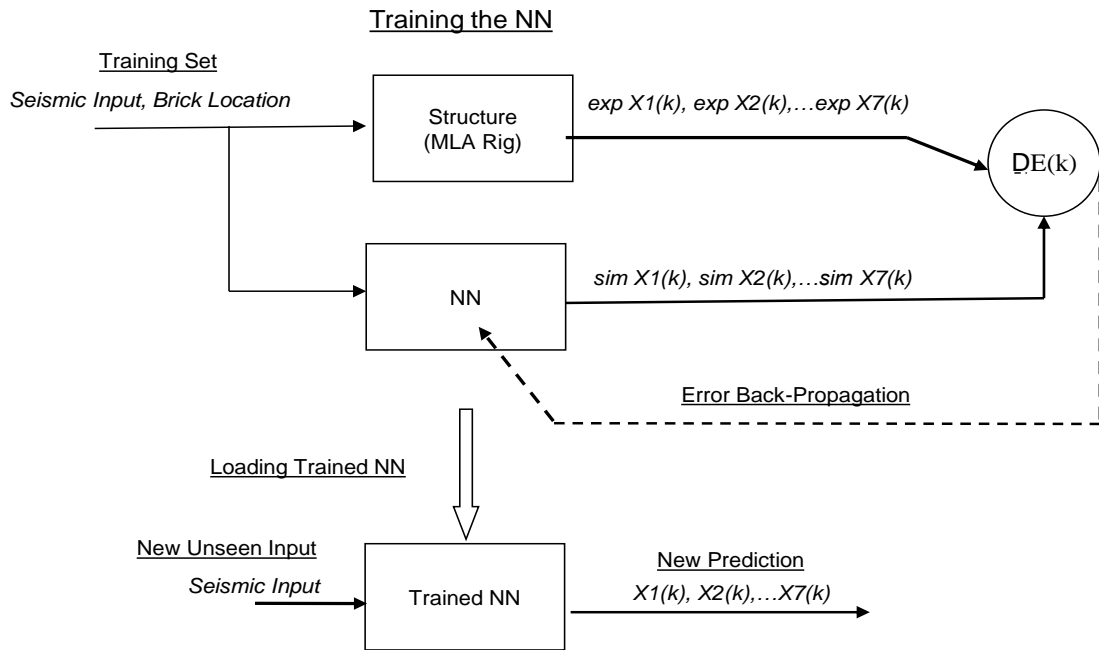 Training the NN
Training Set
Seismic Input, Brick Location
Structure
(MLA Rig)
exp X1(k), exp X2(k),…exp X7(k)
DE(k)
NN
sim X1(k), sim X2(k),…sim X7(k)
Error Back-Propagation
Loading Trained NN
New Unseen Input
Seismic Input
Trained NN
New Prediction
X1(k), X2(k),…X7(k)